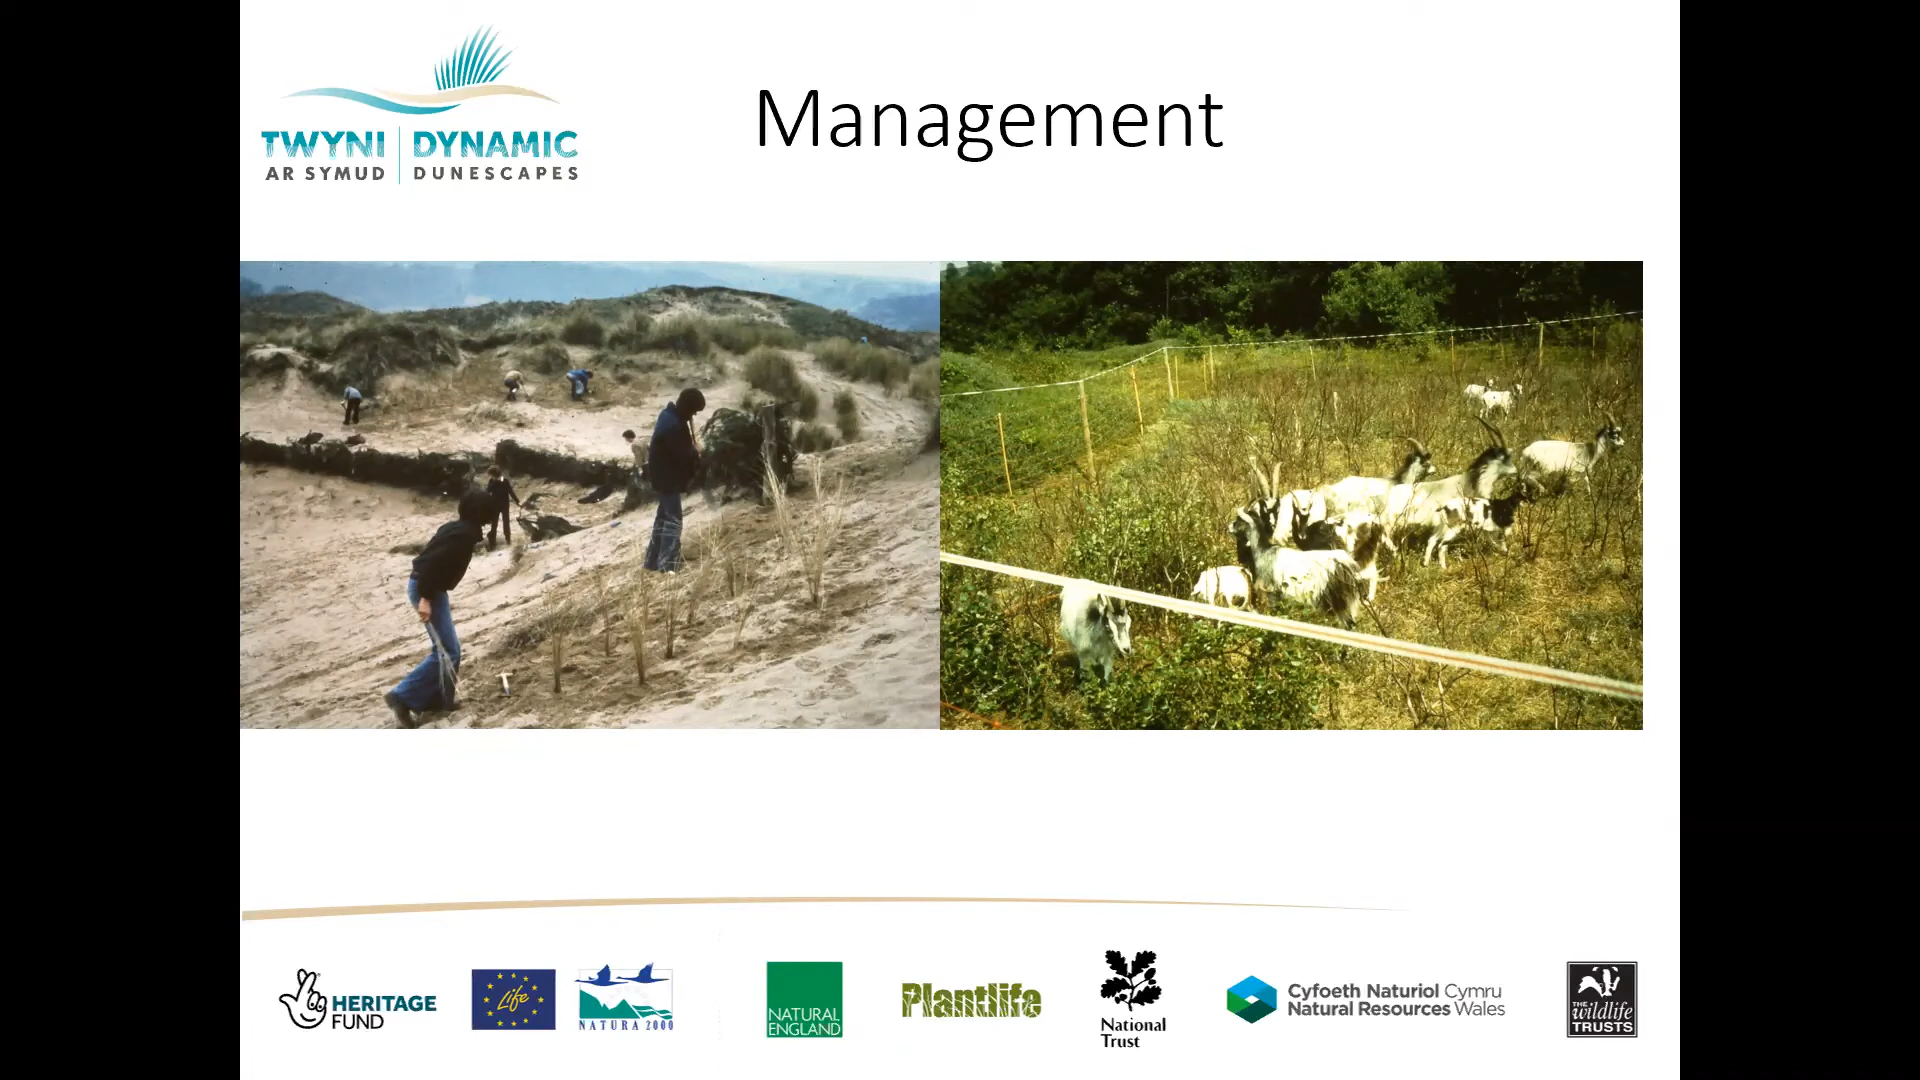 Management
TWYNI
AR SYMUD
DYNAMIC
DUNESCAPES
HERITAGE
FUND
Life
NATURA 2000
NATURAL
ENGLAND
Plantlife
National
Trust
Cyfoeth Naturiol Cymru
Natural Resources Wales
THE
wildlife
TRUSTS